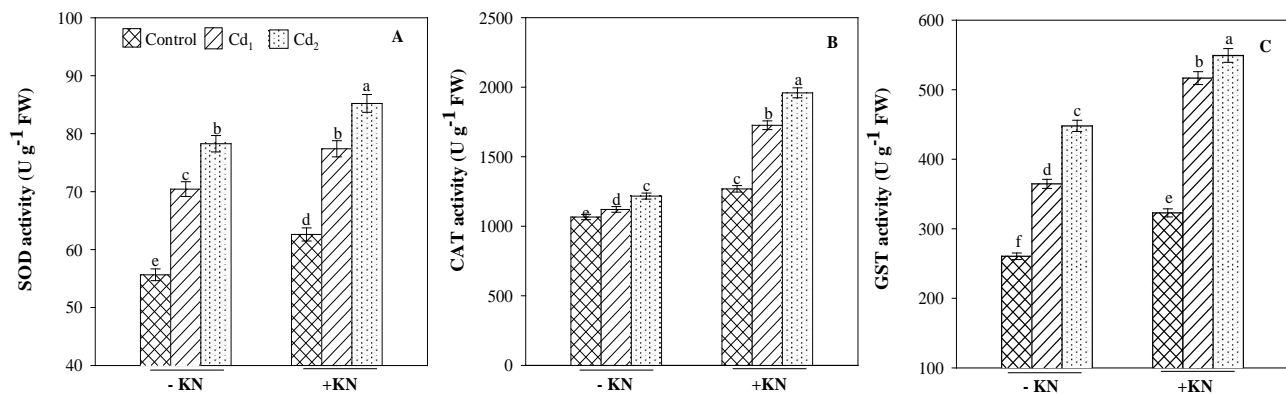 SOD activity (U g⁻¹ FW)
100
90
80
70
60
50
40
Control Cd₁ Cd₂
A
e
c
b
d
b
a
- KN +KN
CAT activity (U g⁻¹ FW)
2500
2000
1500
1000
500
0
B
e
d
c
c
b
a
- KN +KN
GST activity (U g⁻¹ FW)
600
500
400
300
200
100
C
f
d
c
e
b
a
- KN +KN